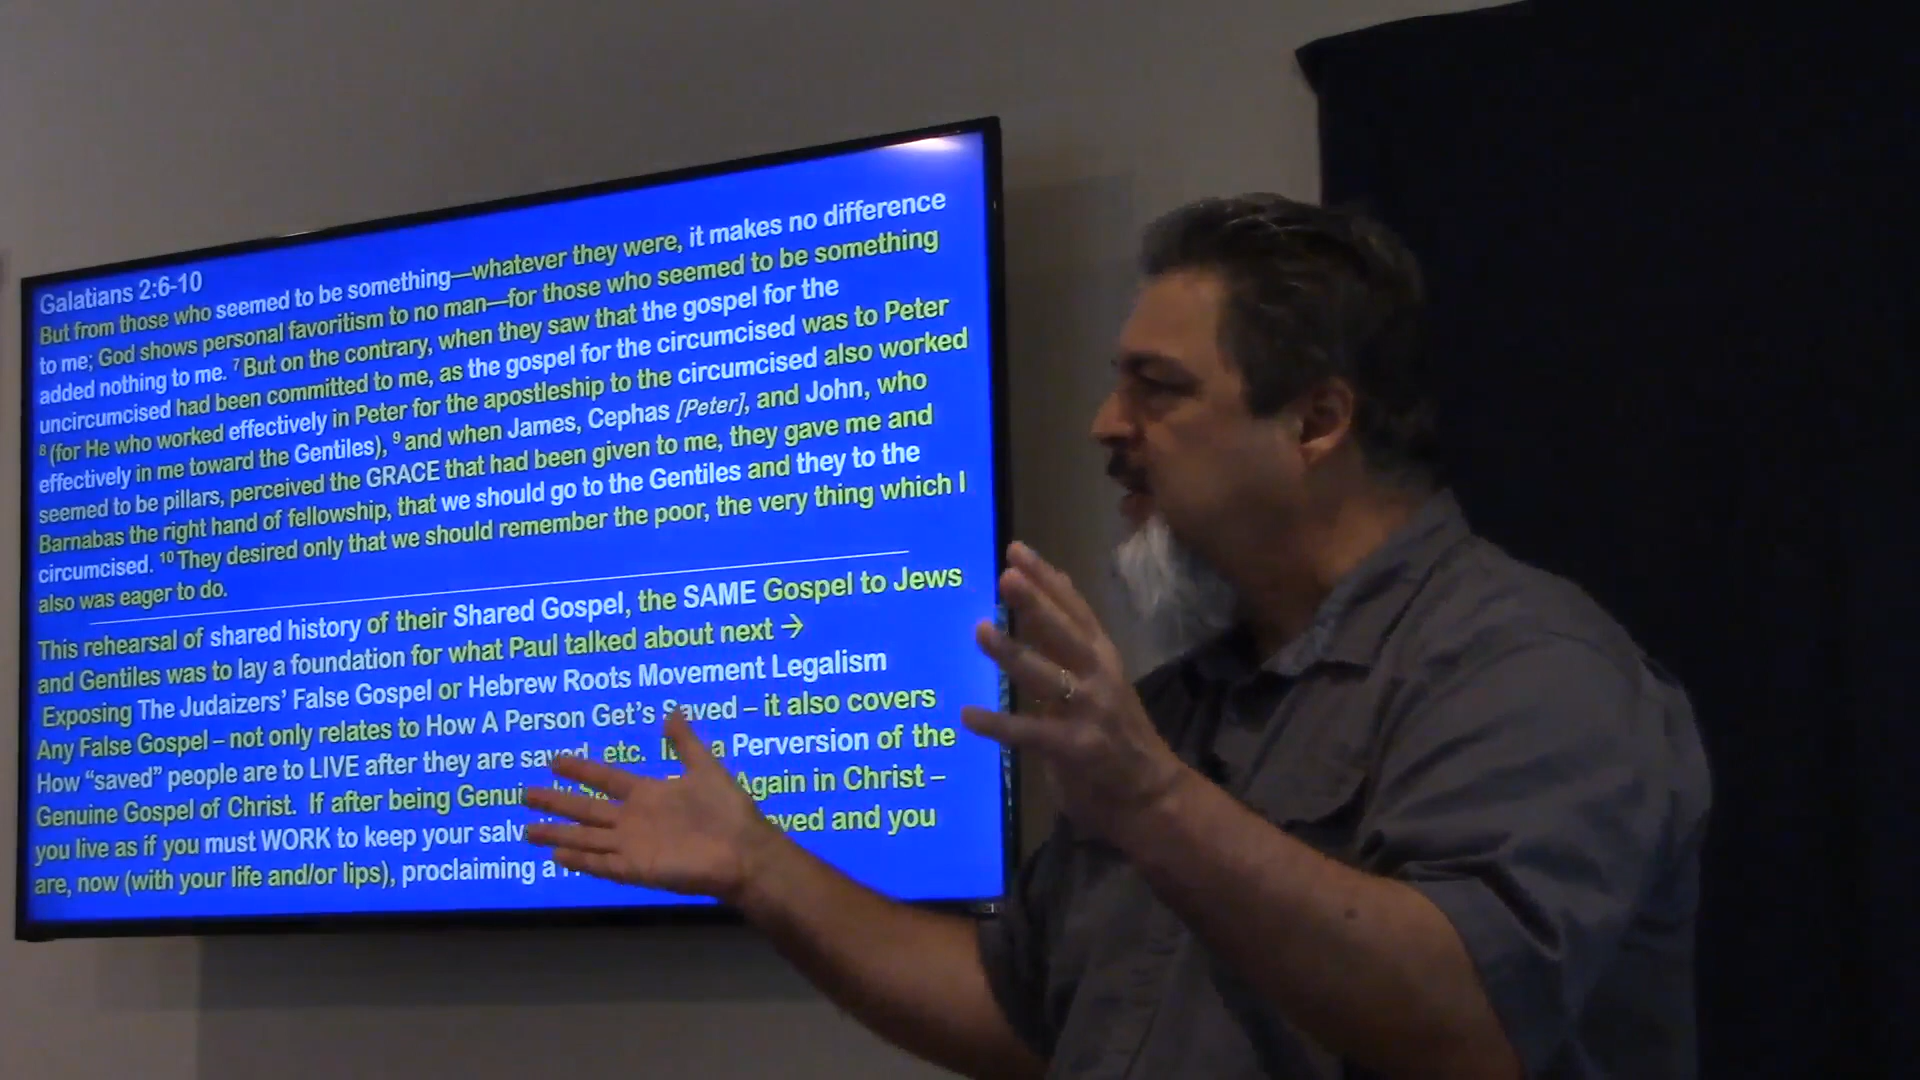 Galatians 2:6-10
But from those who seemed to be something—whatever they were, it makes no difference
to me; God shows personal favoritism to no man—for those who seemed to be something
added nothing to me. 7 But on the contrary, when they saw that the gospel for the
uncircumcised had been committed to me, as the gospel for the circumcised was to Peter
8 (for He who worked effectively in Peter for the apostleship to the circumcised also worked
effectively in me toward the Gentiles), 9 and when James, Cephas [Peter], and John, who
seemed to be pillars, perceived the GRACE that had been given to me, they gave me and
Barnabas the right hand of fellowship, that we should go to the Gentiles and they to the
circumcised. 10 They desired only that we should remember the poor, the very thing which I
also was eager to do.
This rehearsal of shared history of their Shared Gospel, the SAME Gospel to Jews
and Gentiles was to lay a foundation for what Paul talked about next →
Exposing The Judaizers' False Gospel or Hebrew Roots Movement Legalism
Any False Gospel – not only relates to How A Person Get's Saved – it also covers
How "saved" people are to LIVE after they are saved, etc. a Perversion of the
Genuine Gospel of Christ. If after being Again in Christ –
you live as if you must WORK to keep your and you
are, now (with your life and/or lips), proclaiming a